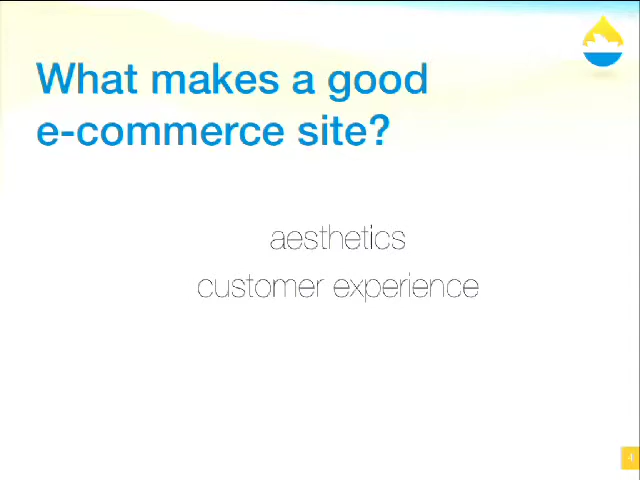 What makes a good
e-commerce site?
aesthetics
customer experience
4